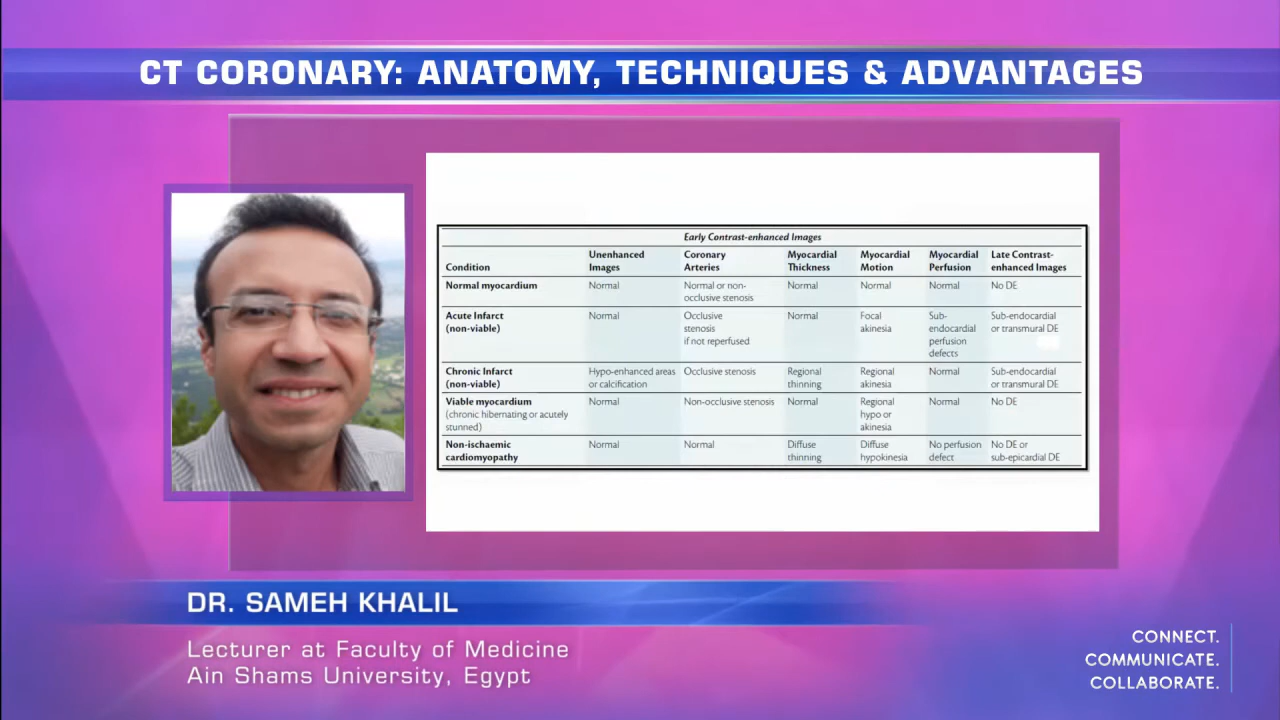 CT CORONARY: ANATOMY, TECHNIQUES & ADVANTAGES
Early Contrast-enhanced Images
Condition
Unenhanced
Images
Coronary
Arteries
Myocardial
Thickness
Myocardial
Motion
Myocardial
Perfusion
Late Contrast-
enhanced Images
Normal myocardium
Normal
Normal or non-
occlusive stenosis
Normal
Normal
Normal
No DE
Acute Infarct
(non-viable)
Normal
Occlusive
stenosis
if not reperfused
Normal
Focal
akinesia
Sub-
endocardial
perfusion
defects
Sub-endocardial
or transmural DE
Chronic Infarct
(non-viable)
Hypo-enhanced areas
or calcification
Occlusive stenosis
Regional
thinning
Regional
akinesia
Normal
Sub-endocardial
or transmural DE
Viable myocardium
(chronic hibernating or acutely
stunned)
Normal
Non-occlusive stenosis
Normal
Regional
hypo or
akinesia
Normal
No DE
Non-ischaemic
cardiomyopathy
Normal
Normal
Diffuse
thinning
Diffuse
hypokinesia
No perfusion
defect
No DE or
sub-epicardial DE
DR. SAMEH KHALIL
Lecturer at Faculty of Medicine
Ain Shams University, Egypt
CONNECT.
COMMUNICATE.
COLLABORATE.